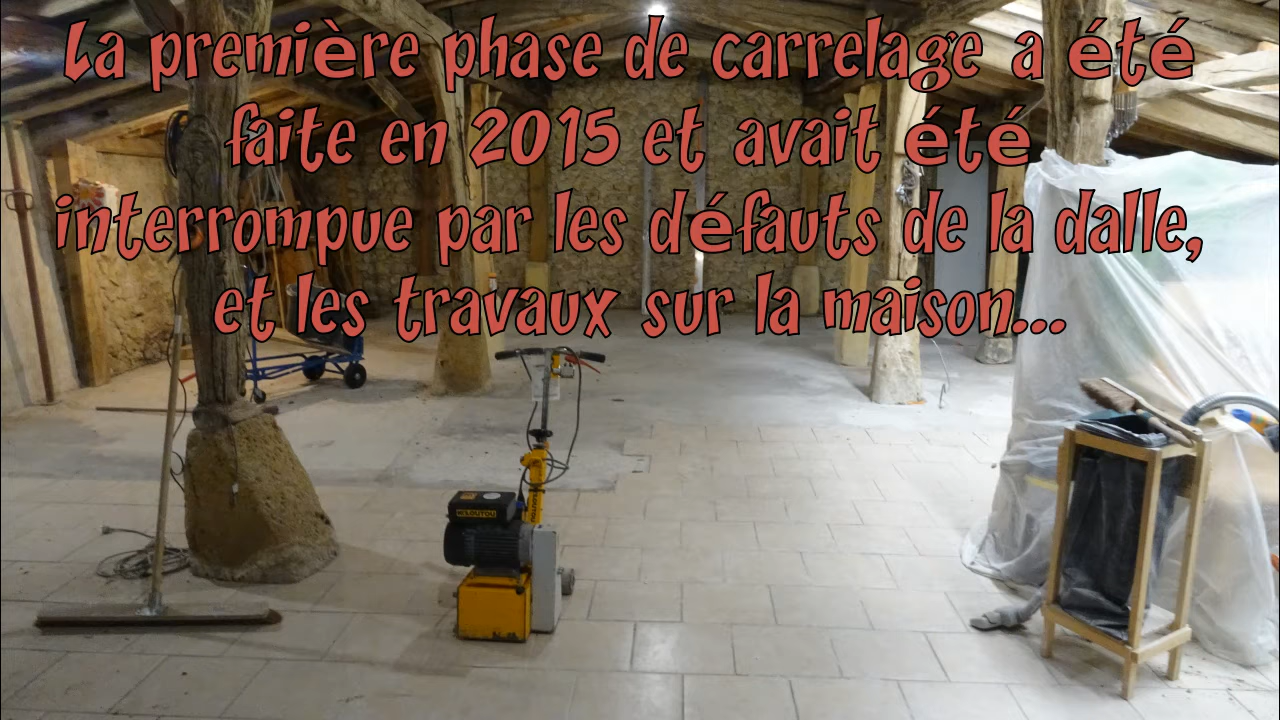 La première phase de carrelage a été
faite en 2015 et avait été
interrompue par les défauts de la dalle,
et les travaux sur la maison...
KILOUTOU